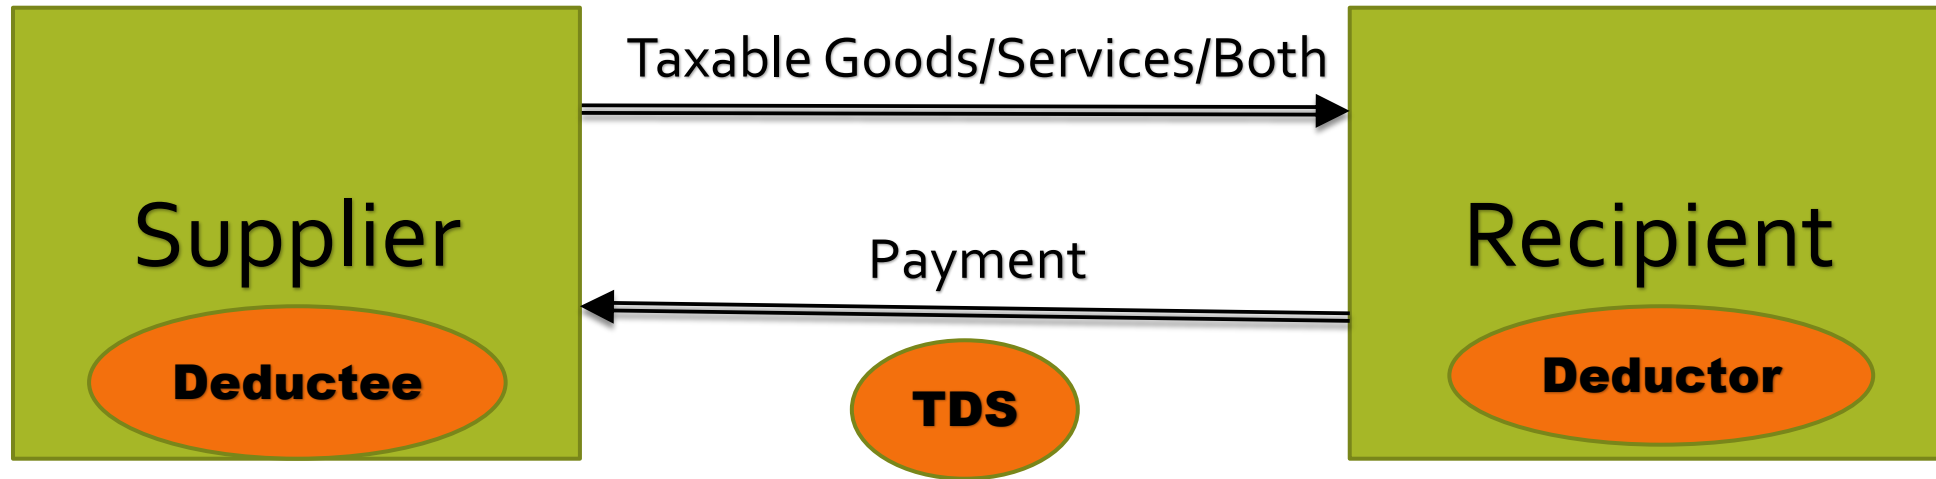 Taxable Goods/Services/Both
Supplier
Payment
Recipient
Deductee
TDS
Deductor